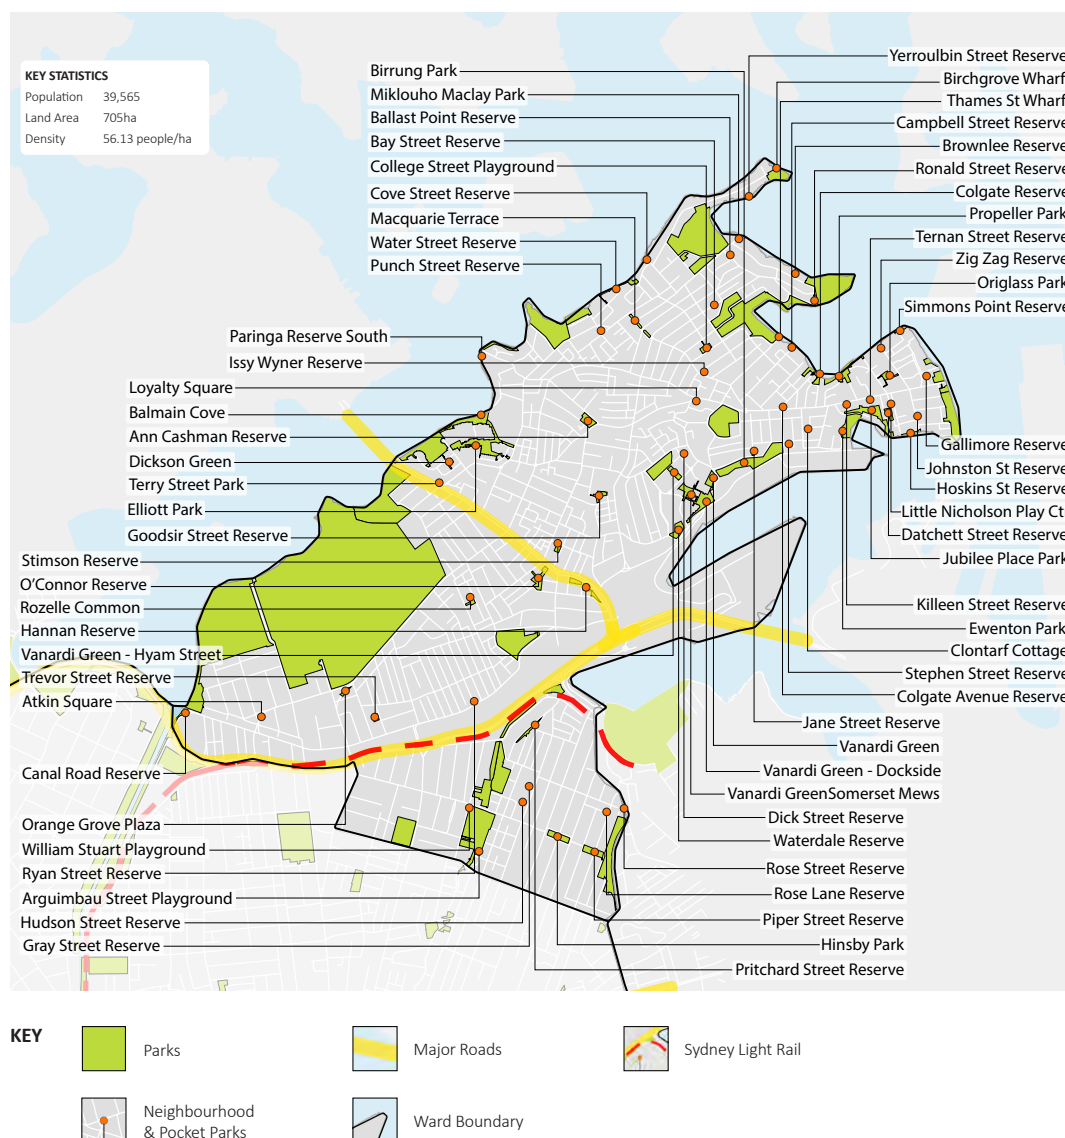 KEY STATISTICS
Population 39,565
Land Area 705ha
Density 56.13 people/ha
Birrung Park
Miklouho Maclay Park
Ballast Point Reserve
Bay Street Reserve
College Street Playground
Cove Street Reserve
Macquarie Terrace
Water Street Reserve
Punch Street Reserve
Yerroulbin Street Reserve
Birchgrove Wharf
Thames St Wharf
Campbell Street Reserve
Brownlee Reserve
Ronald Street Reserve
Colgate Reserve
Propeller Park
Ternan Street Reserve
Zig Zag Reserve
Origlass Park
Simmons Point Reserve
Paringa Reserve South
Issy Wyner Reserve
Loyalty Square
Balmain Cove
Ann Cashman Reserve
Dickson Green
Terry Street Park
Elliott Park
Goodsir Street Reserve
Stimson Reserve
O'Connor Reserve
Rozelle Common
Hannan Reserve
Vanardi Green - Hyam Street
Trevor Street Reserve
Atkin Square
Canal Road Reserve
Orange Grove Plaza
William Stuart Playground
Ryan Street Reserve
Arguimbau Street Playground
Hudson Street Reserve
Gray Street Reserve
Gallimore Reserve
Johnston St Reserve
Hoskins St Reserve
Little Nicholson Play Ct
Datchett Street Reserve
Jubilee Place Park
Killeen Street Reserve
Ewenton Park
Clontarf Cottage
Stephen Street Reserve
Colgate Avenue Reserve
Jane Street Reserve
Vanardi Green
Vanardi Green - Dockside
Vanardi GreenSomerset Mews
Dick Street Reserve
Waterdale Reserve
Rose Street Reserve
Rose Lane Reserve
Piper Street Reserve
Hinsby Park
Pritchard Street Reserve
KEY
Parks
Major Roads
Sydney Light Rail
Neighbourhood
& Pocket Parks
Ward Boundary